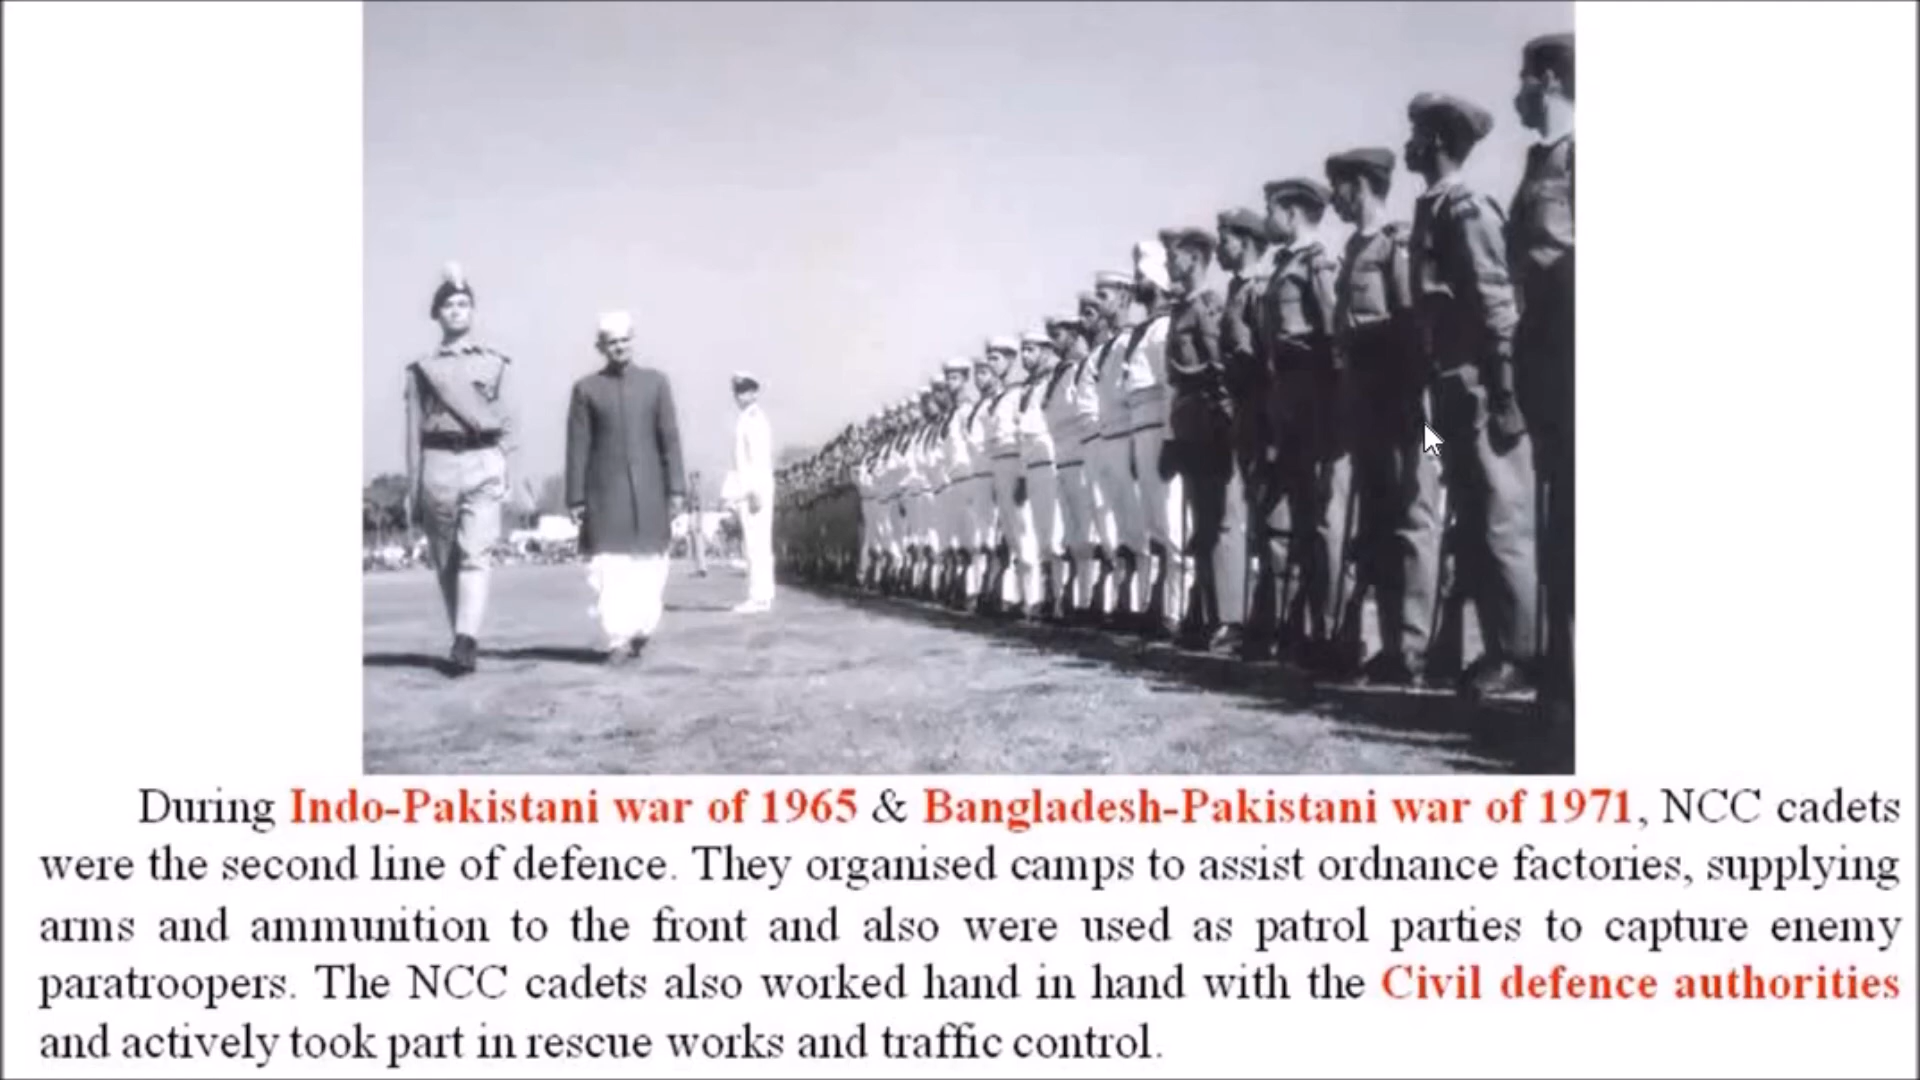 During Indo-Pakistani war of 1965 & Bangladesh-Pakistani war of 1971, NCC cadets
were the second line of defence. They organised camps to assist ordnance factories, supplying
arms and ammunition to the front and also were used as patrol parties to capture enemy
paratroopers. The NCC cadets also worked hand in hand with the Civil defence authorities
and actively took part in rescue works and traffic control.